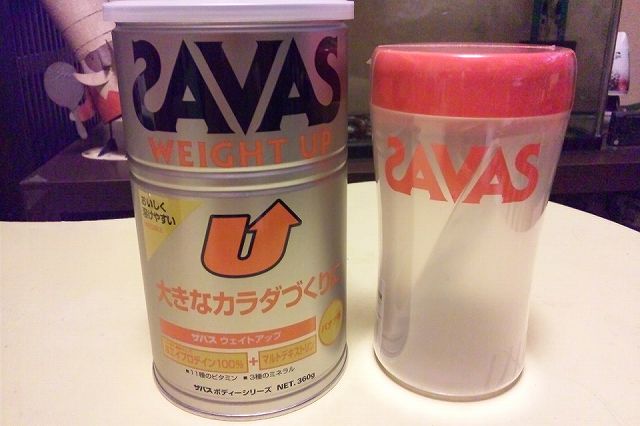 SAVAS
WEIGHT UP
おいしく
溶けやすい
大きなカラダづくりに
バナナ味
ザバス ウェイトアップ
ホエイプロテイン100% + マルトデキストリン
■11種のビタミン ■3種のミネラル
ザバス ボディーシリーズ NET. 360g
SAVAS